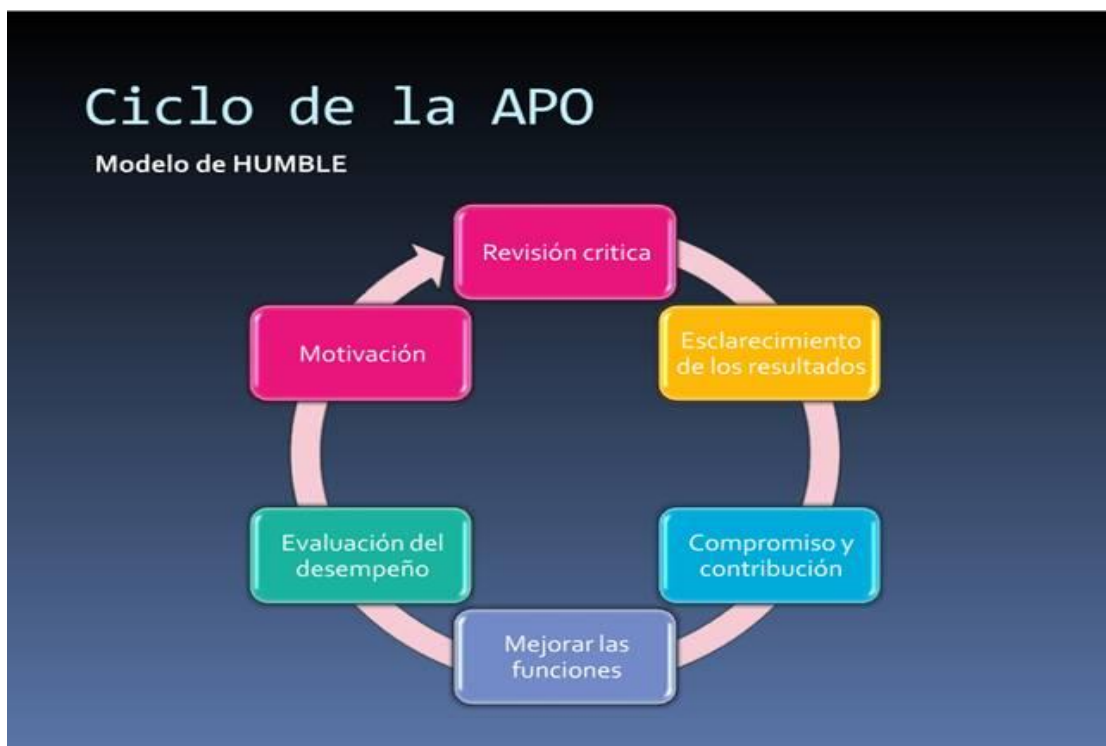 Ciclo de la APO
Modelo de HUMBLE
Revisión critica
Esclarecimiento
de los resultados
Compromiso y
contribución
Mejorar las
funciones
Evaluación del
desempeño
Motivación